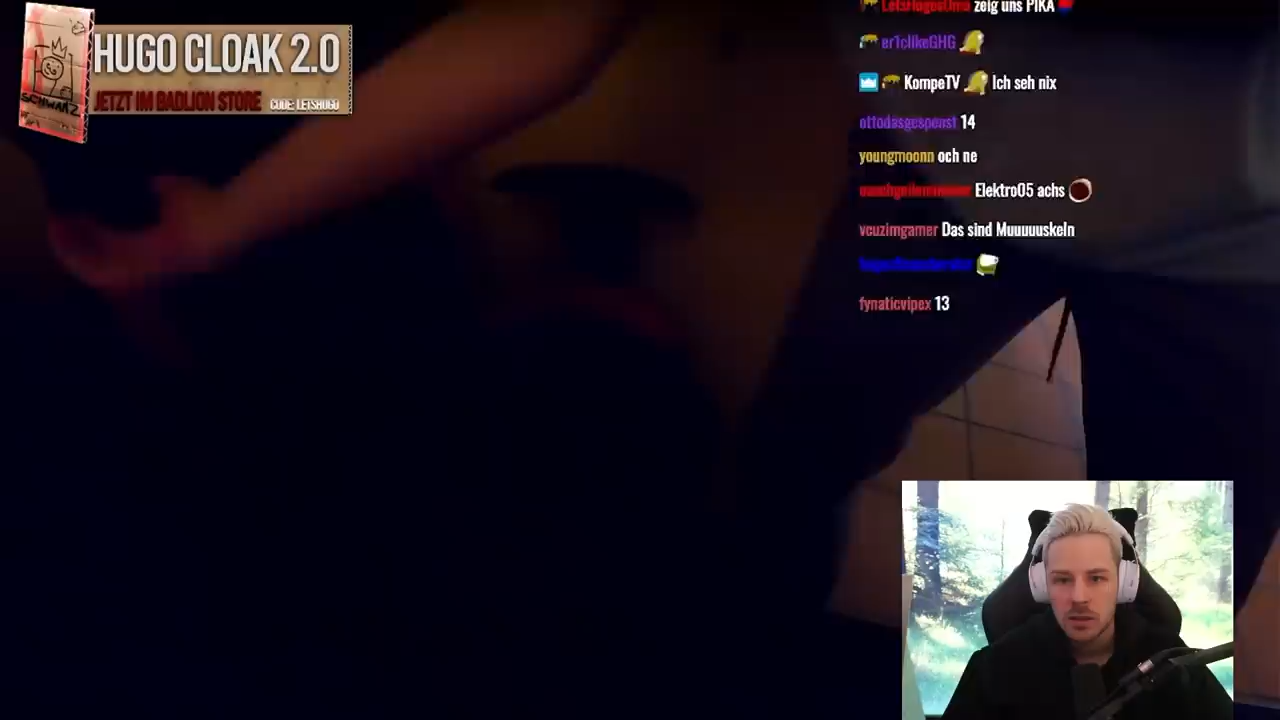 HUGO CLOAK 2.0
JETZT IM BADLION STORE CODE: LETSHUGO
SCHWARZ
zeig uns PIKA
er1clikeGHG
KompeTV Ich seh nix
ottodasgespenst 14
youngmoonn och ne
Elektro05 achs
vcuzimgamer Das sind Muuuuuskeln
fynaticvipex 13